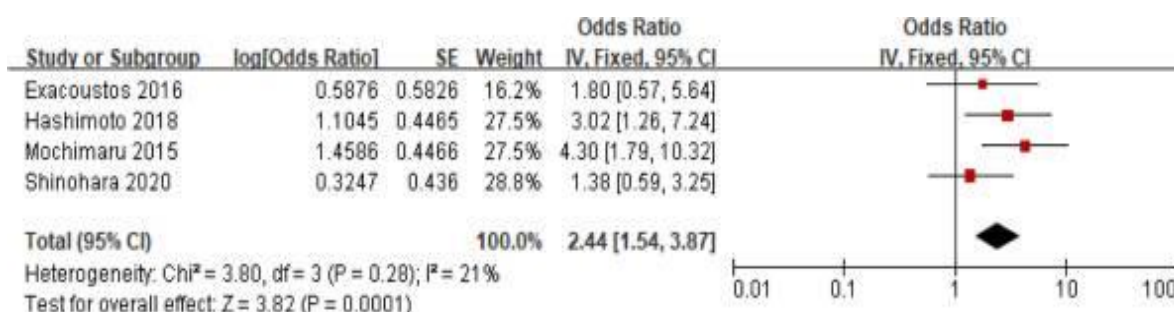 Odds Ratio Odds Ratio
Study or Subgroup log[Odds Ratio] SE Weight IV, Fixed, 95% CI IV, Fixed, 95% CI
Exacoustos 2016 0.5876 0.5826 16.2% 1.80 [0.57, 5.64]
Hashimoto 2018 1.1045 0.4465 27.5% 3.02 [1.26, 7.24]
Mochimaru 2015 1.4586 0.4466 27.5% 4.30 [1.79, 10.32]
Shinohara 2020 0.3247 0.436 28.8% 1.38 [0.59, 3.25]
Total (95% CI) 100.0% 2.44 [1.54, 3.87]
Heterogeneity: Chi² = 3.80, df = 3 (P = 0.28); I² = 21%
Test for overall effect: Z = 3.82 (P = 0.0001)
0.01 0.1 1 10 100